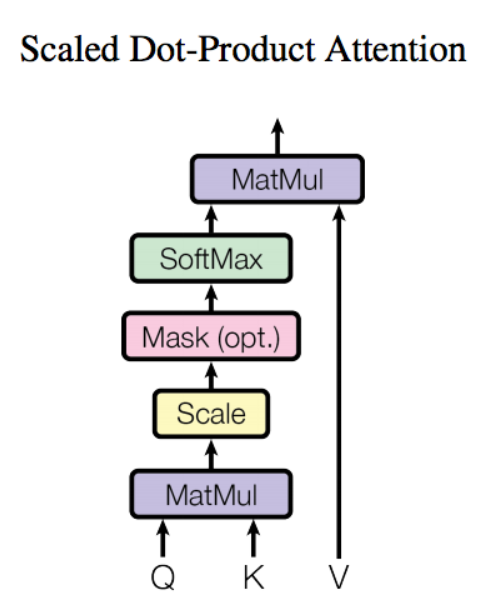 Scaled Dot-Product Attention
MatMul
SoftMax
Mask (opt.)
Scale
MatMul
Q K V